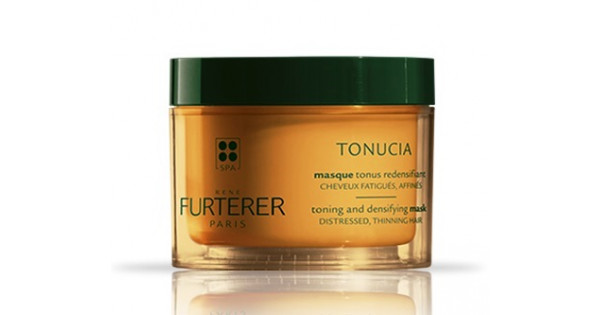 SPA
RENE
FURTERER
PARIS
TONUCIA
masque tonus redensifiant
CHEVEUX FATIGUÉS, AFFINÉS
toning and densifying mask
DISTRESSED, THINNING HAIR